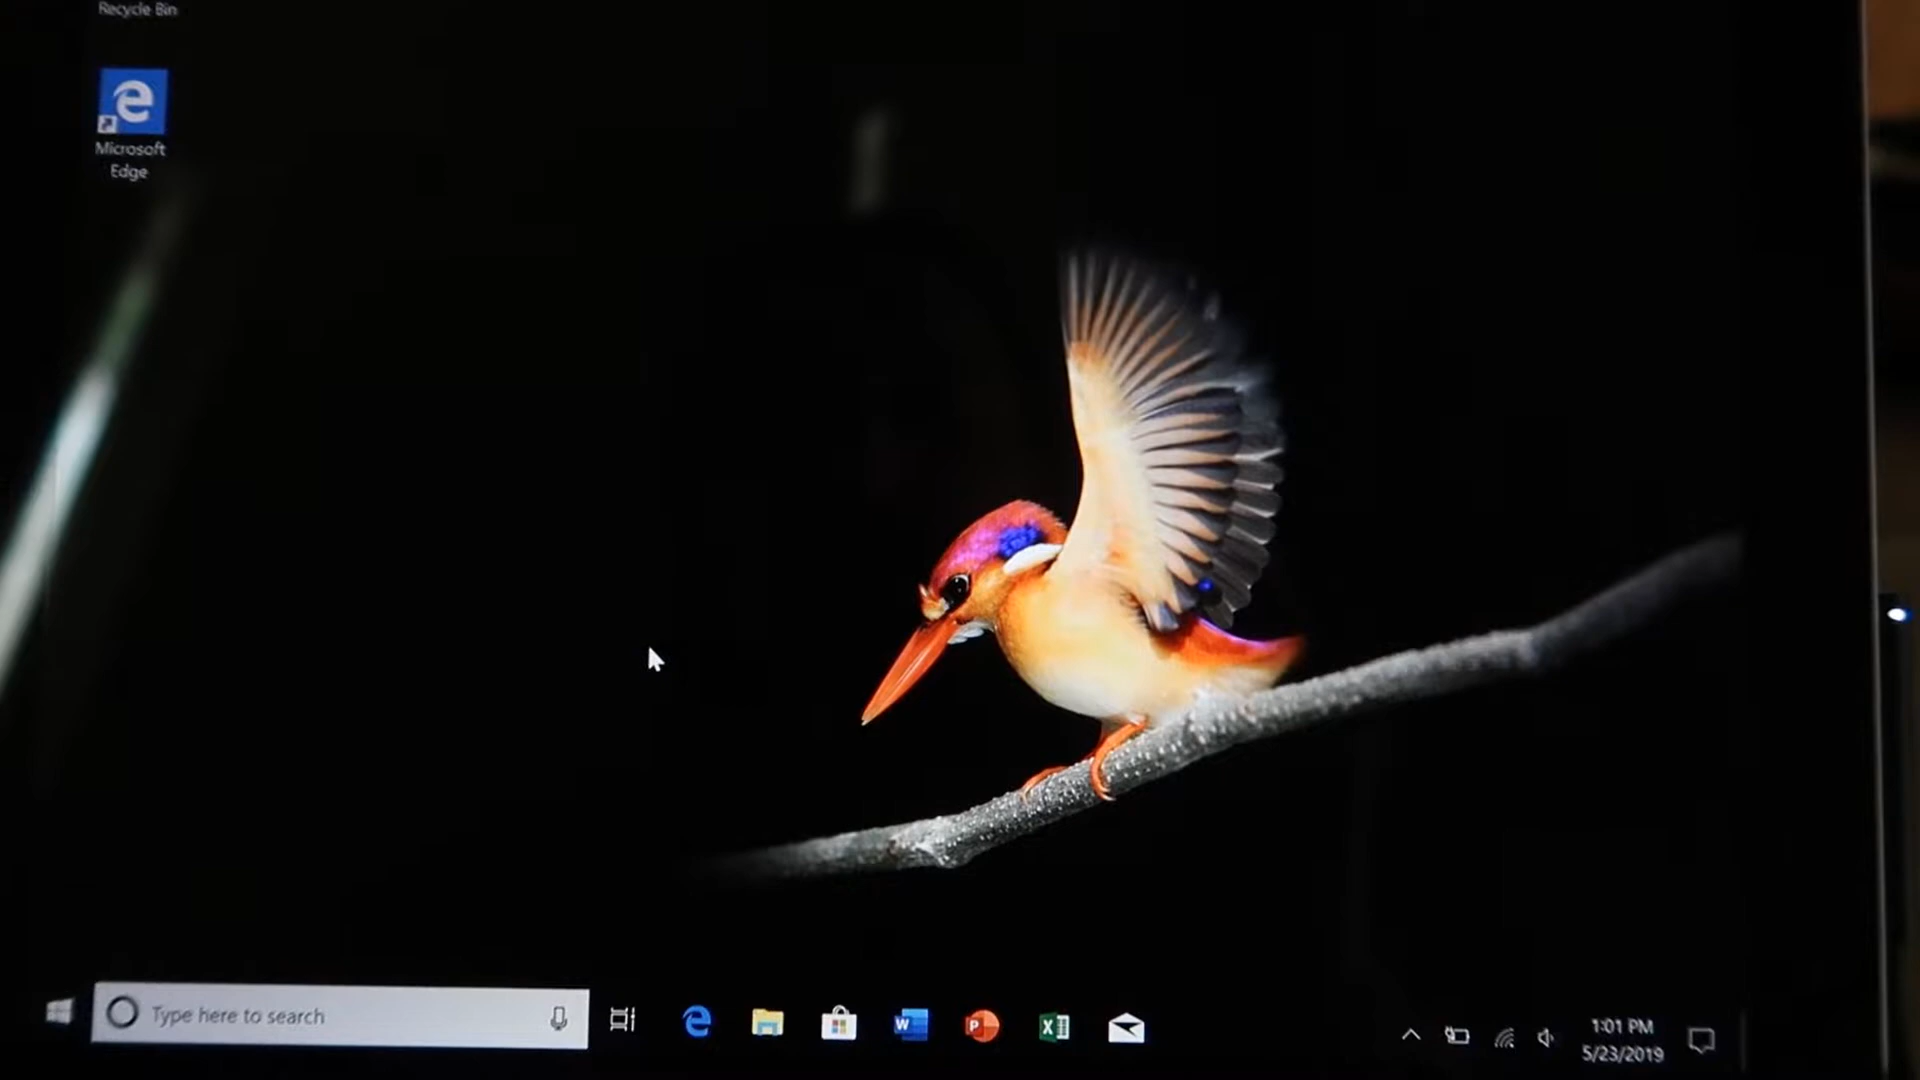 Recycle Bin
Microsoft
Edge
Type here to search
W
P
X
1:01 PM
5/23/2019